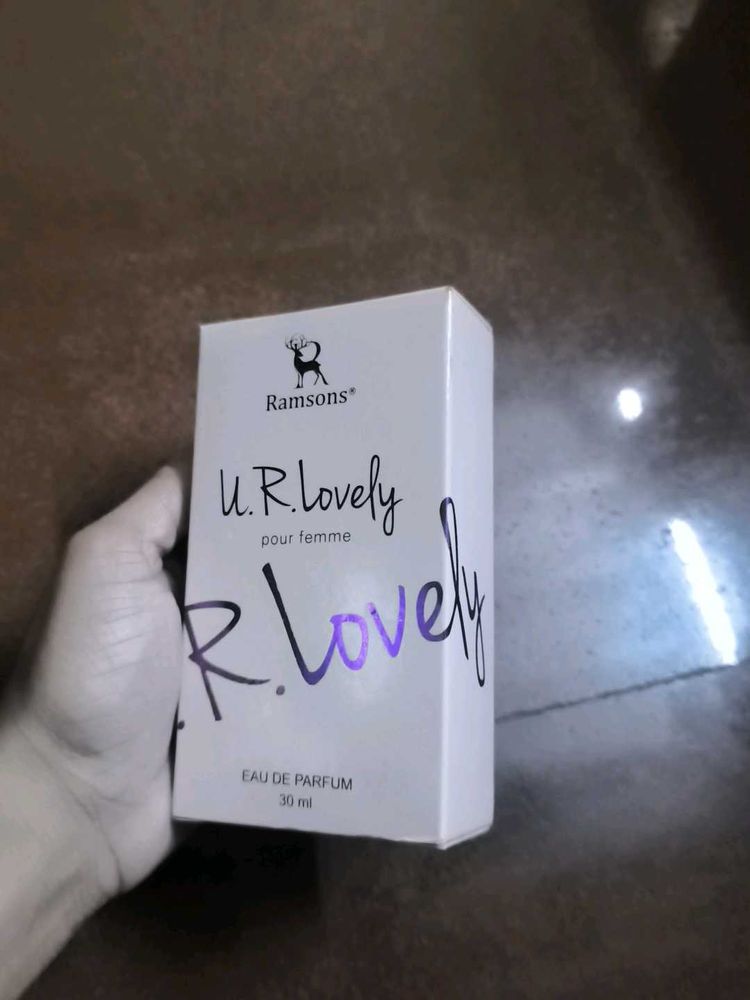 Ramsons®
U.R.Lovely
pour femme
.R.Lovely
EAU DE PARFUM
30 ml